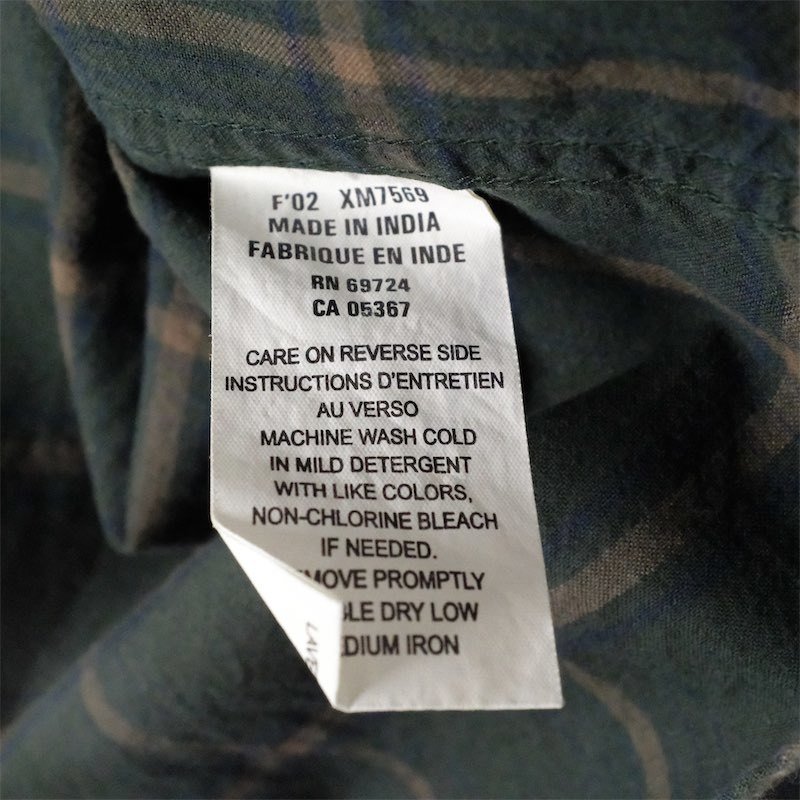 F'02 XM7569
MADE IN INDIA
FABRIQUE EN INDE
RN 69724
CA 05367
CARE ON REVERSE SIDE
INSTRUCTIONS D'ENTRETIEN
AU VERSO
MACHINE WASH COLD
IN MILD DETERGENT
WITH LIKE COLORS,
NON-CHLORINE BLEACH
IF NEEDED.
MOVE PROMPTLY
BLE DRY LOW
DIUM IRON